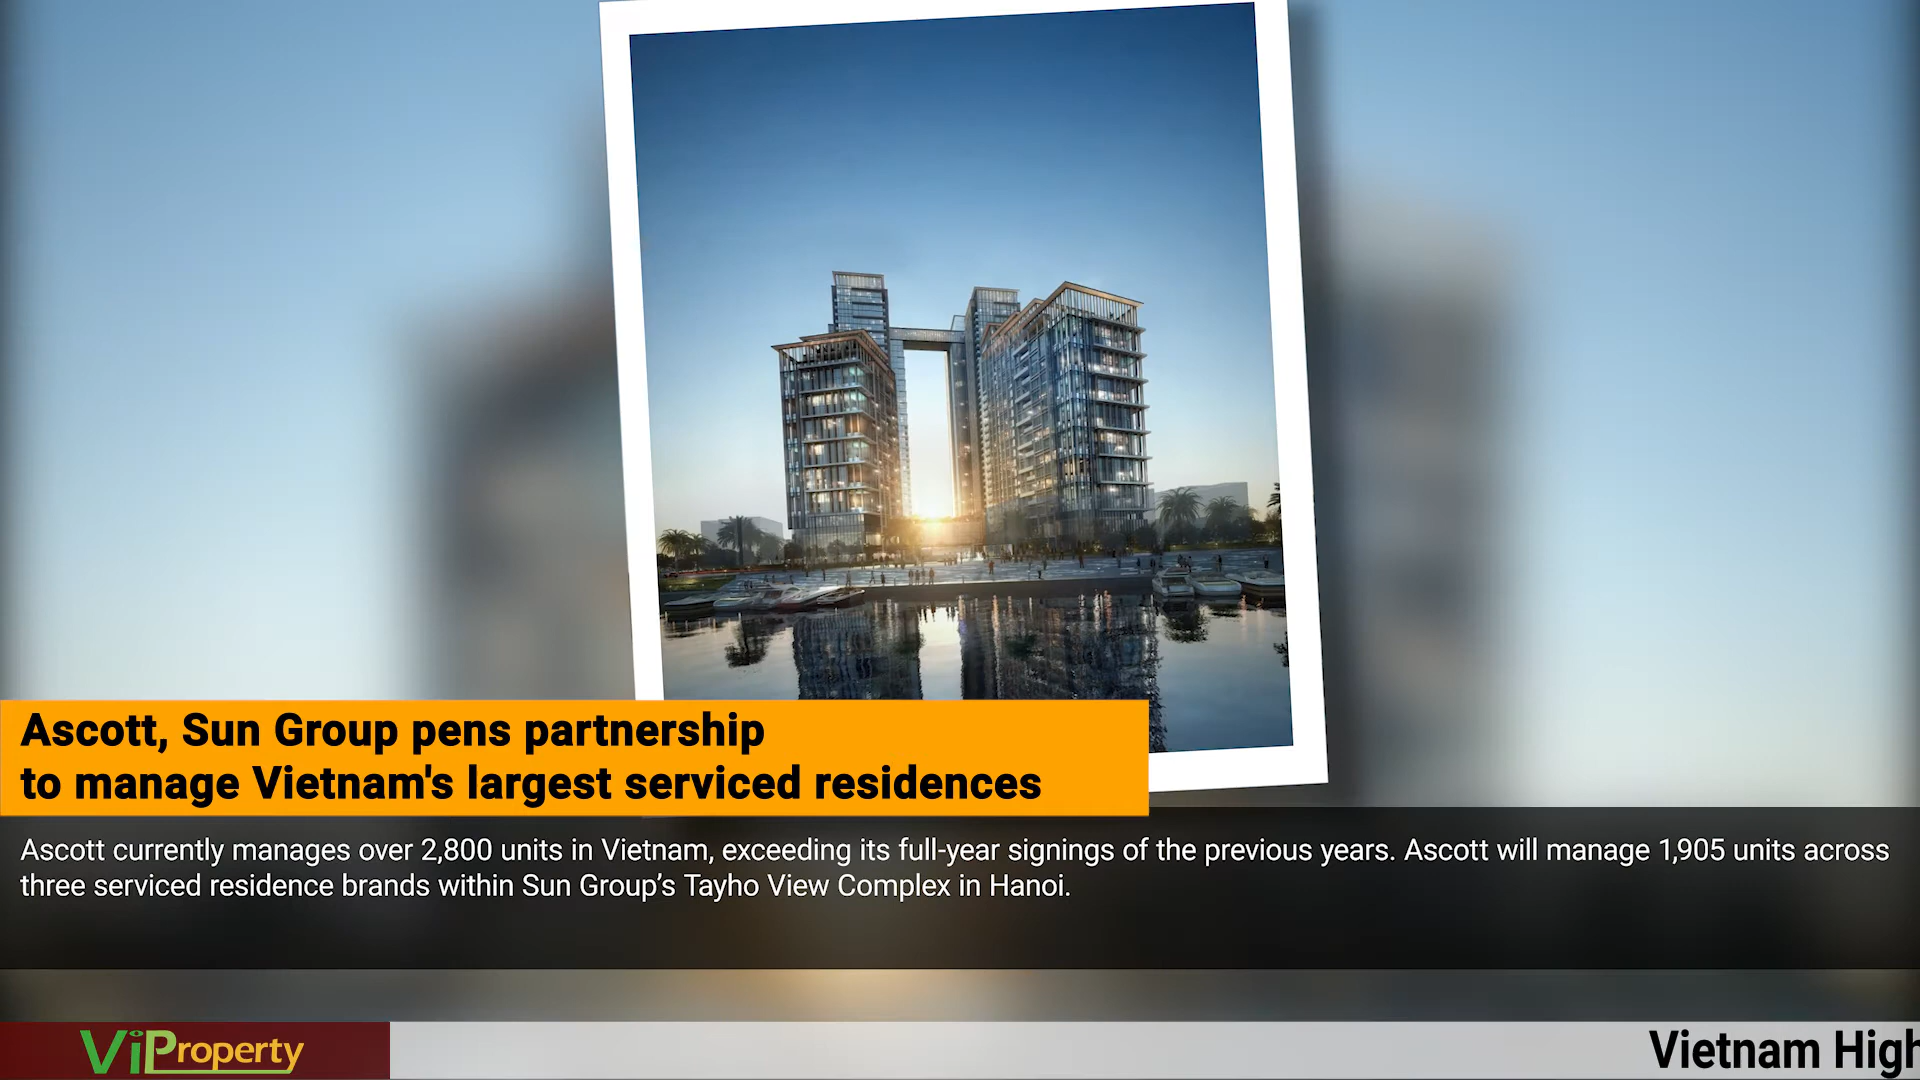 Ascott, Sun Group pens partnership
to manage Vietnam's largest serviced residences
Ascott currently manages over 2,800 units in Vietnam, exceeding its full-year signings of the previous years. Ascott will manage 1,905 units across
three serviced residence brands within Sun Group’s Tayho View Complex in Hanoi.
ViProperty
Vietnam High